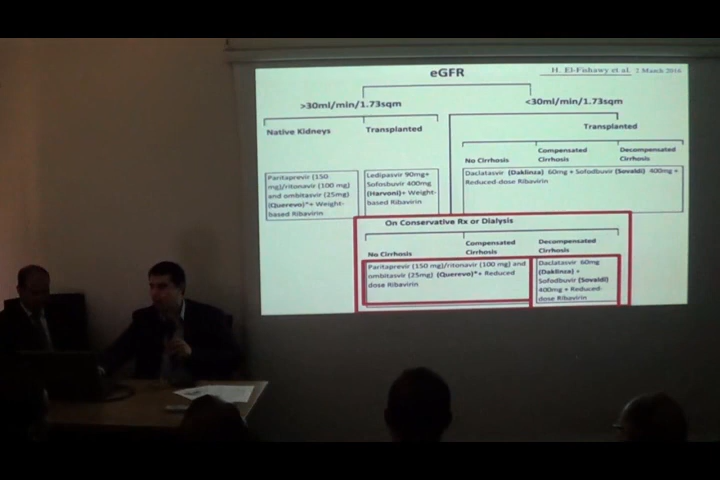 eGFR
H. El-Fishawy et al. 2 March 2016
>30ml/min/1.73sqm
<30ml/min/1.73sqm
Native Kidneys
Transplanted
Transplanted
No Cirrhosis
Compensated
Cirrhosis
Decompensated
Cirrhosis
Paritaprevir (150
mg)/ritonavir (100 mg)
and ombitasvir (25mg)
(Querevo)*+ Weight-
based Ribavirin
Ledipasvir 90mg+
Sofosbuvir 400mg
(Harvoni)+ Weight-
based Ribavirin
Daclatasvir (Daklinza) 60mg + Sofodbuvir (Sovaldi) 400mg +
Reduced-dose Ribavirin
On Conservative Rx or Dialysis
No Cirrhosis
Compensated
Cirrhosis
Decompensated
Cirrhosis
Paritaprevir (150 mg)/ritonavir (100 mg) and
ombitasvir (25mg) (Querevo)*+ Reduced
dose Ribavirin
Daclatasvir 60mg
(Daklinza) +
Sofodbuvir (Sovaldi)
400mg + Reduced-
dose Ribavirin